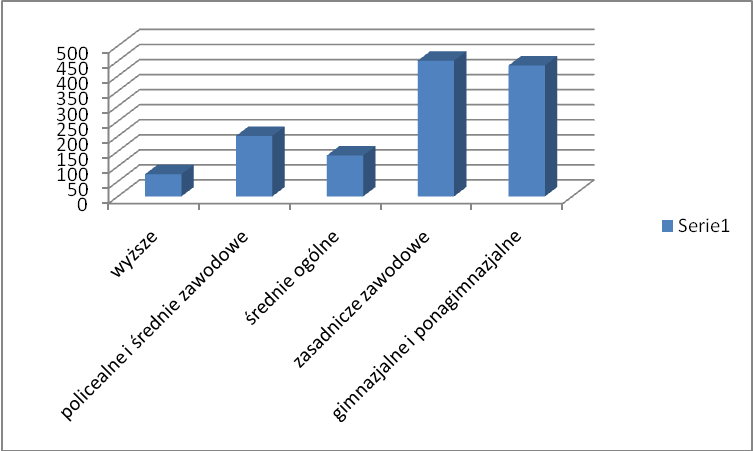 500
450
400
350
300
250
200
150
100
50
0
wyższe
policealne i średnie zawodowe
średnie ogólne
zasadnicze zawodowe
gimnazjalne i ponagimnazjalne
Serie1